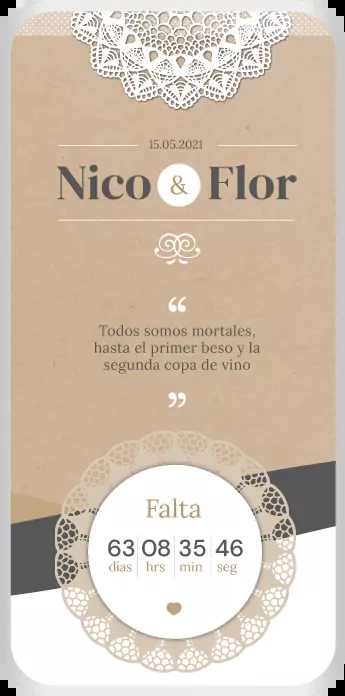 15.05.2021
Nico & Flor
“
Todos somos mortales,
hasta el primer beso y la
segunda copa de vino
”
Falta
63 08 35 46
días hrs min seg